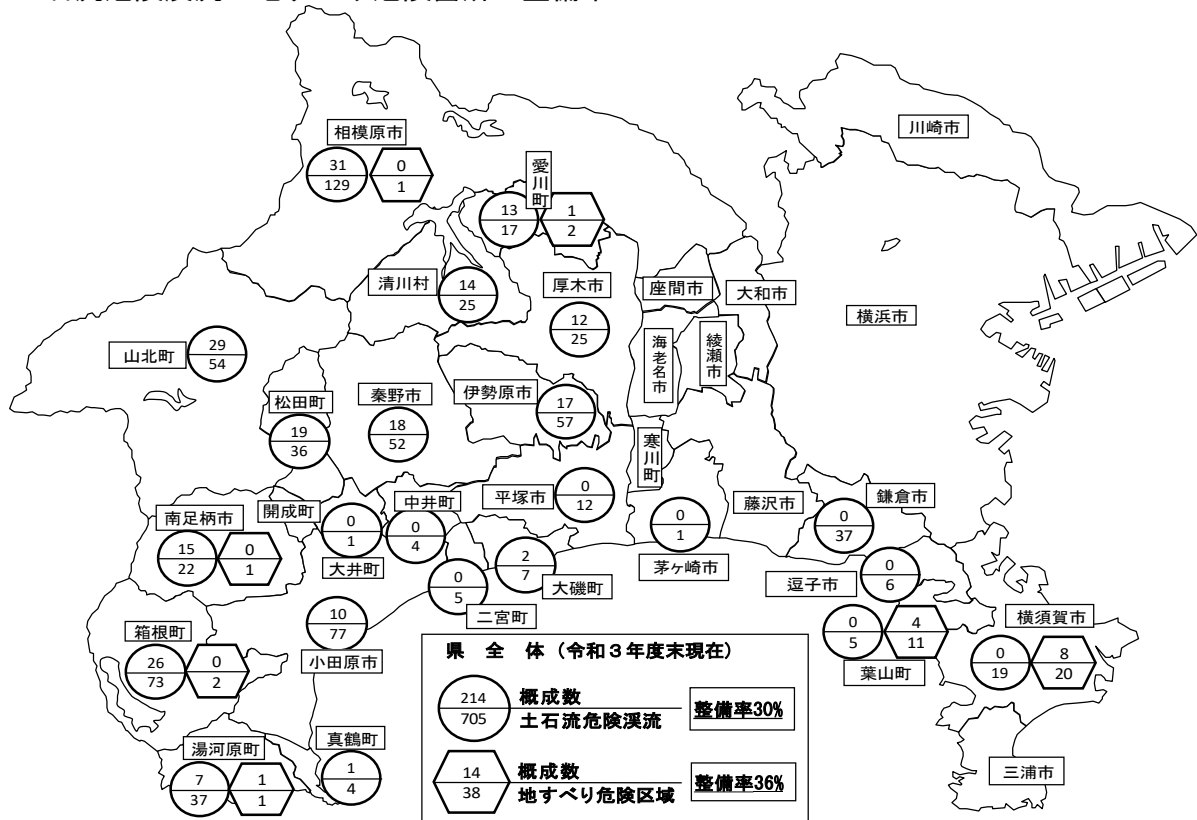 相模原市
31
129
0
1
愛川町
13
17
1
2
川崎市
清川村
14
25
厚木市
12
25
座間市
大和市
横浜市
海老名市
綾瀬市
山北町
29
54
松田町
19
36
秦野市
18
52
伊勢原市
17
57
寒川町
南足柄市
15
22
0
1
開成町
0
1
大井町
中井町
0
4
平塚市
0
12
0
5
二宮町
2
7
大磯町
0
1
茅ヶ崎市
藤沢市
鎌倉市
0
37
逗子市
0
6
0
5
4
11
葉山町
横須賀市
0
19
8
20
三浦市
箱根町
26
73
0
2
10
77
小田原市
湯河原町
7
37
1
1
真鶴町
1
4
県全体(令和3年度末現在)
214
705
概成数
土石流危険渓流
整備率30%
14
38
概成数
地すべり危険区域
整備率36%